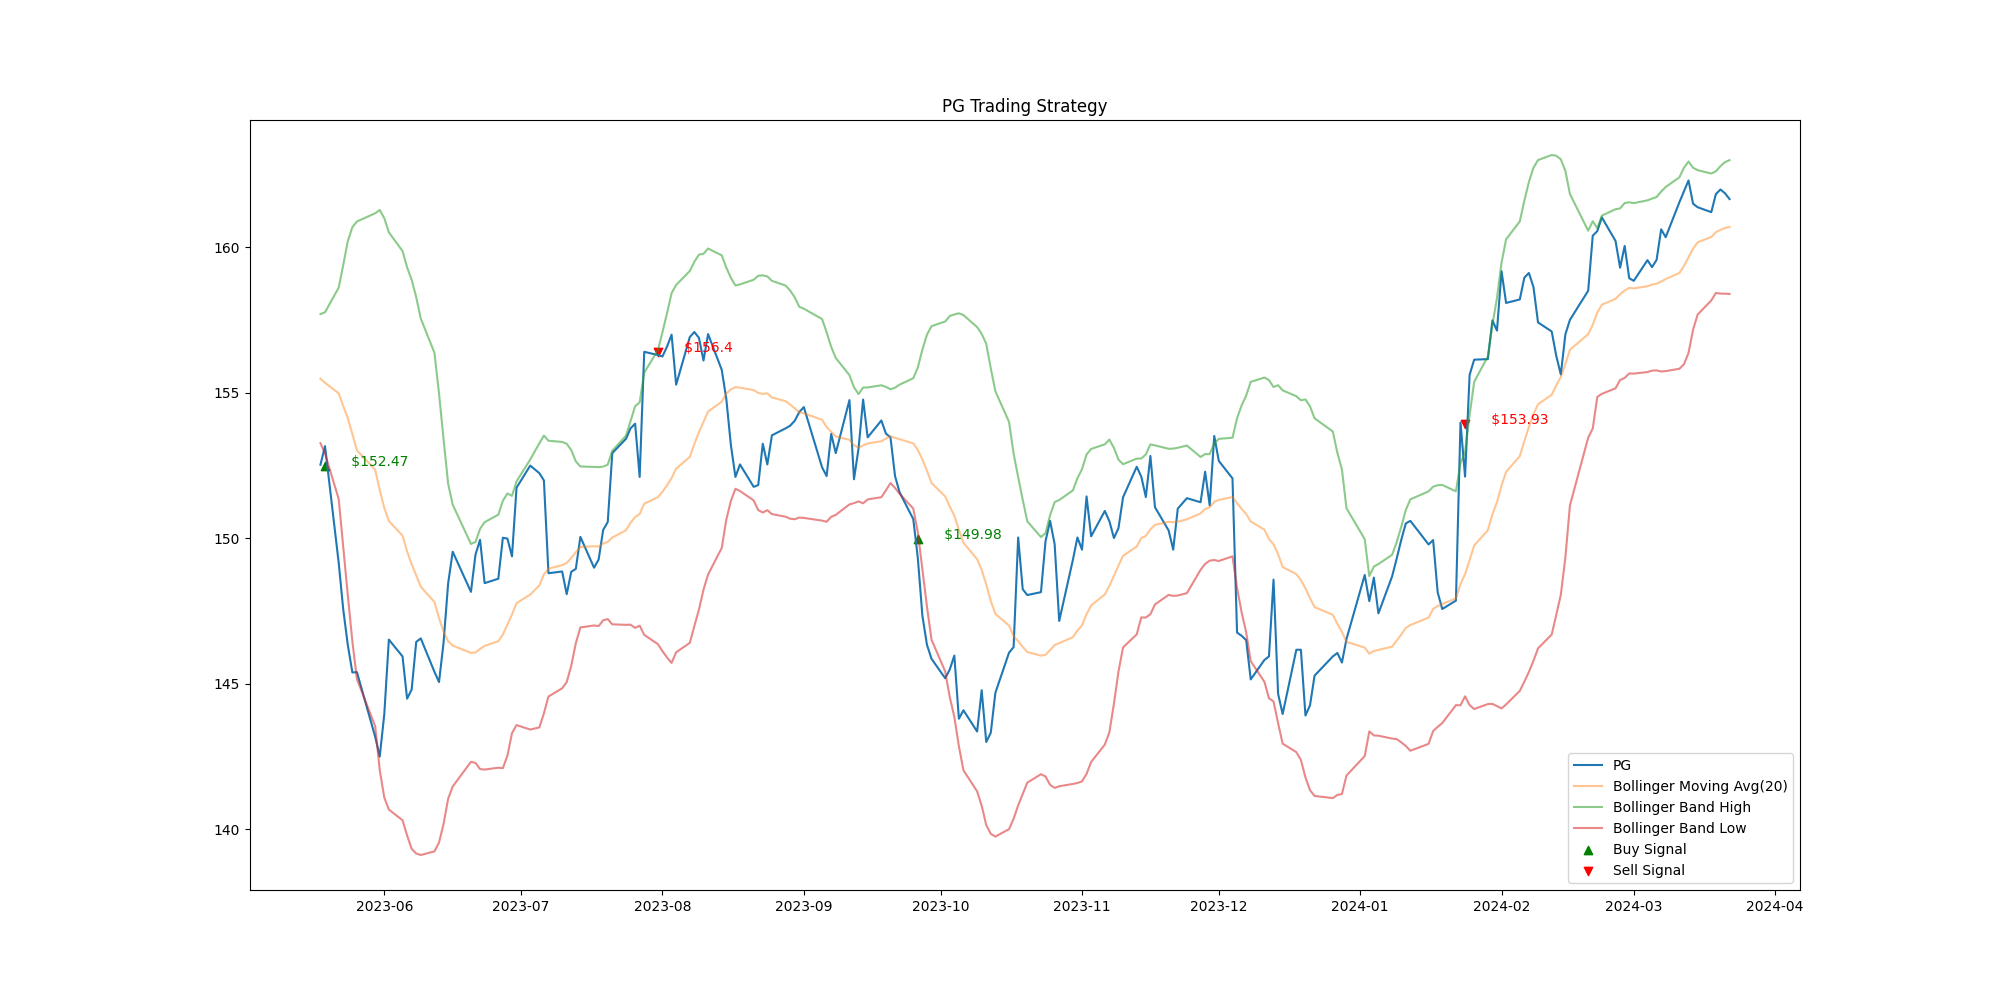 PG Trading Strategy
160
155
150
145
140
$152.47
$156.4
$149.98
$153.93
PG
Bollinger Moving Avg(20)
Bollinger Band High
Bollinger Band Low
Buy Signal
Sell Signal
2023-06 2023-07 2023-08 2023-09 2023-10 2023-11 2023-12 2024-01 2024-02 2024-03 2024-04